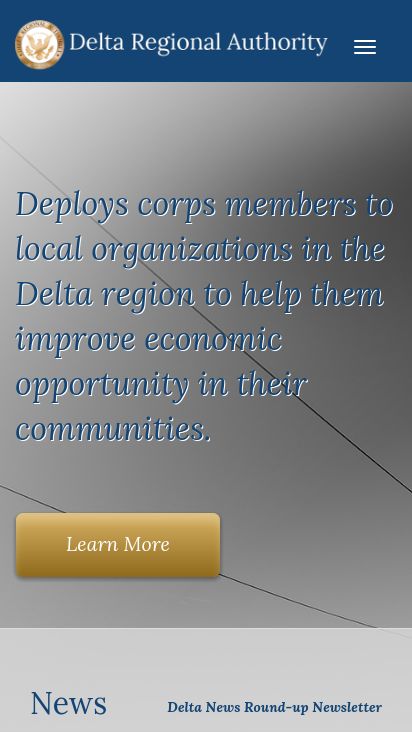 Delta Regional Authority
Deploys corps members to
local organizations in the
Delta region to help them
improve economic
opportunity in their
communities.
Learn More
News
Delta News Round-up Newsletter